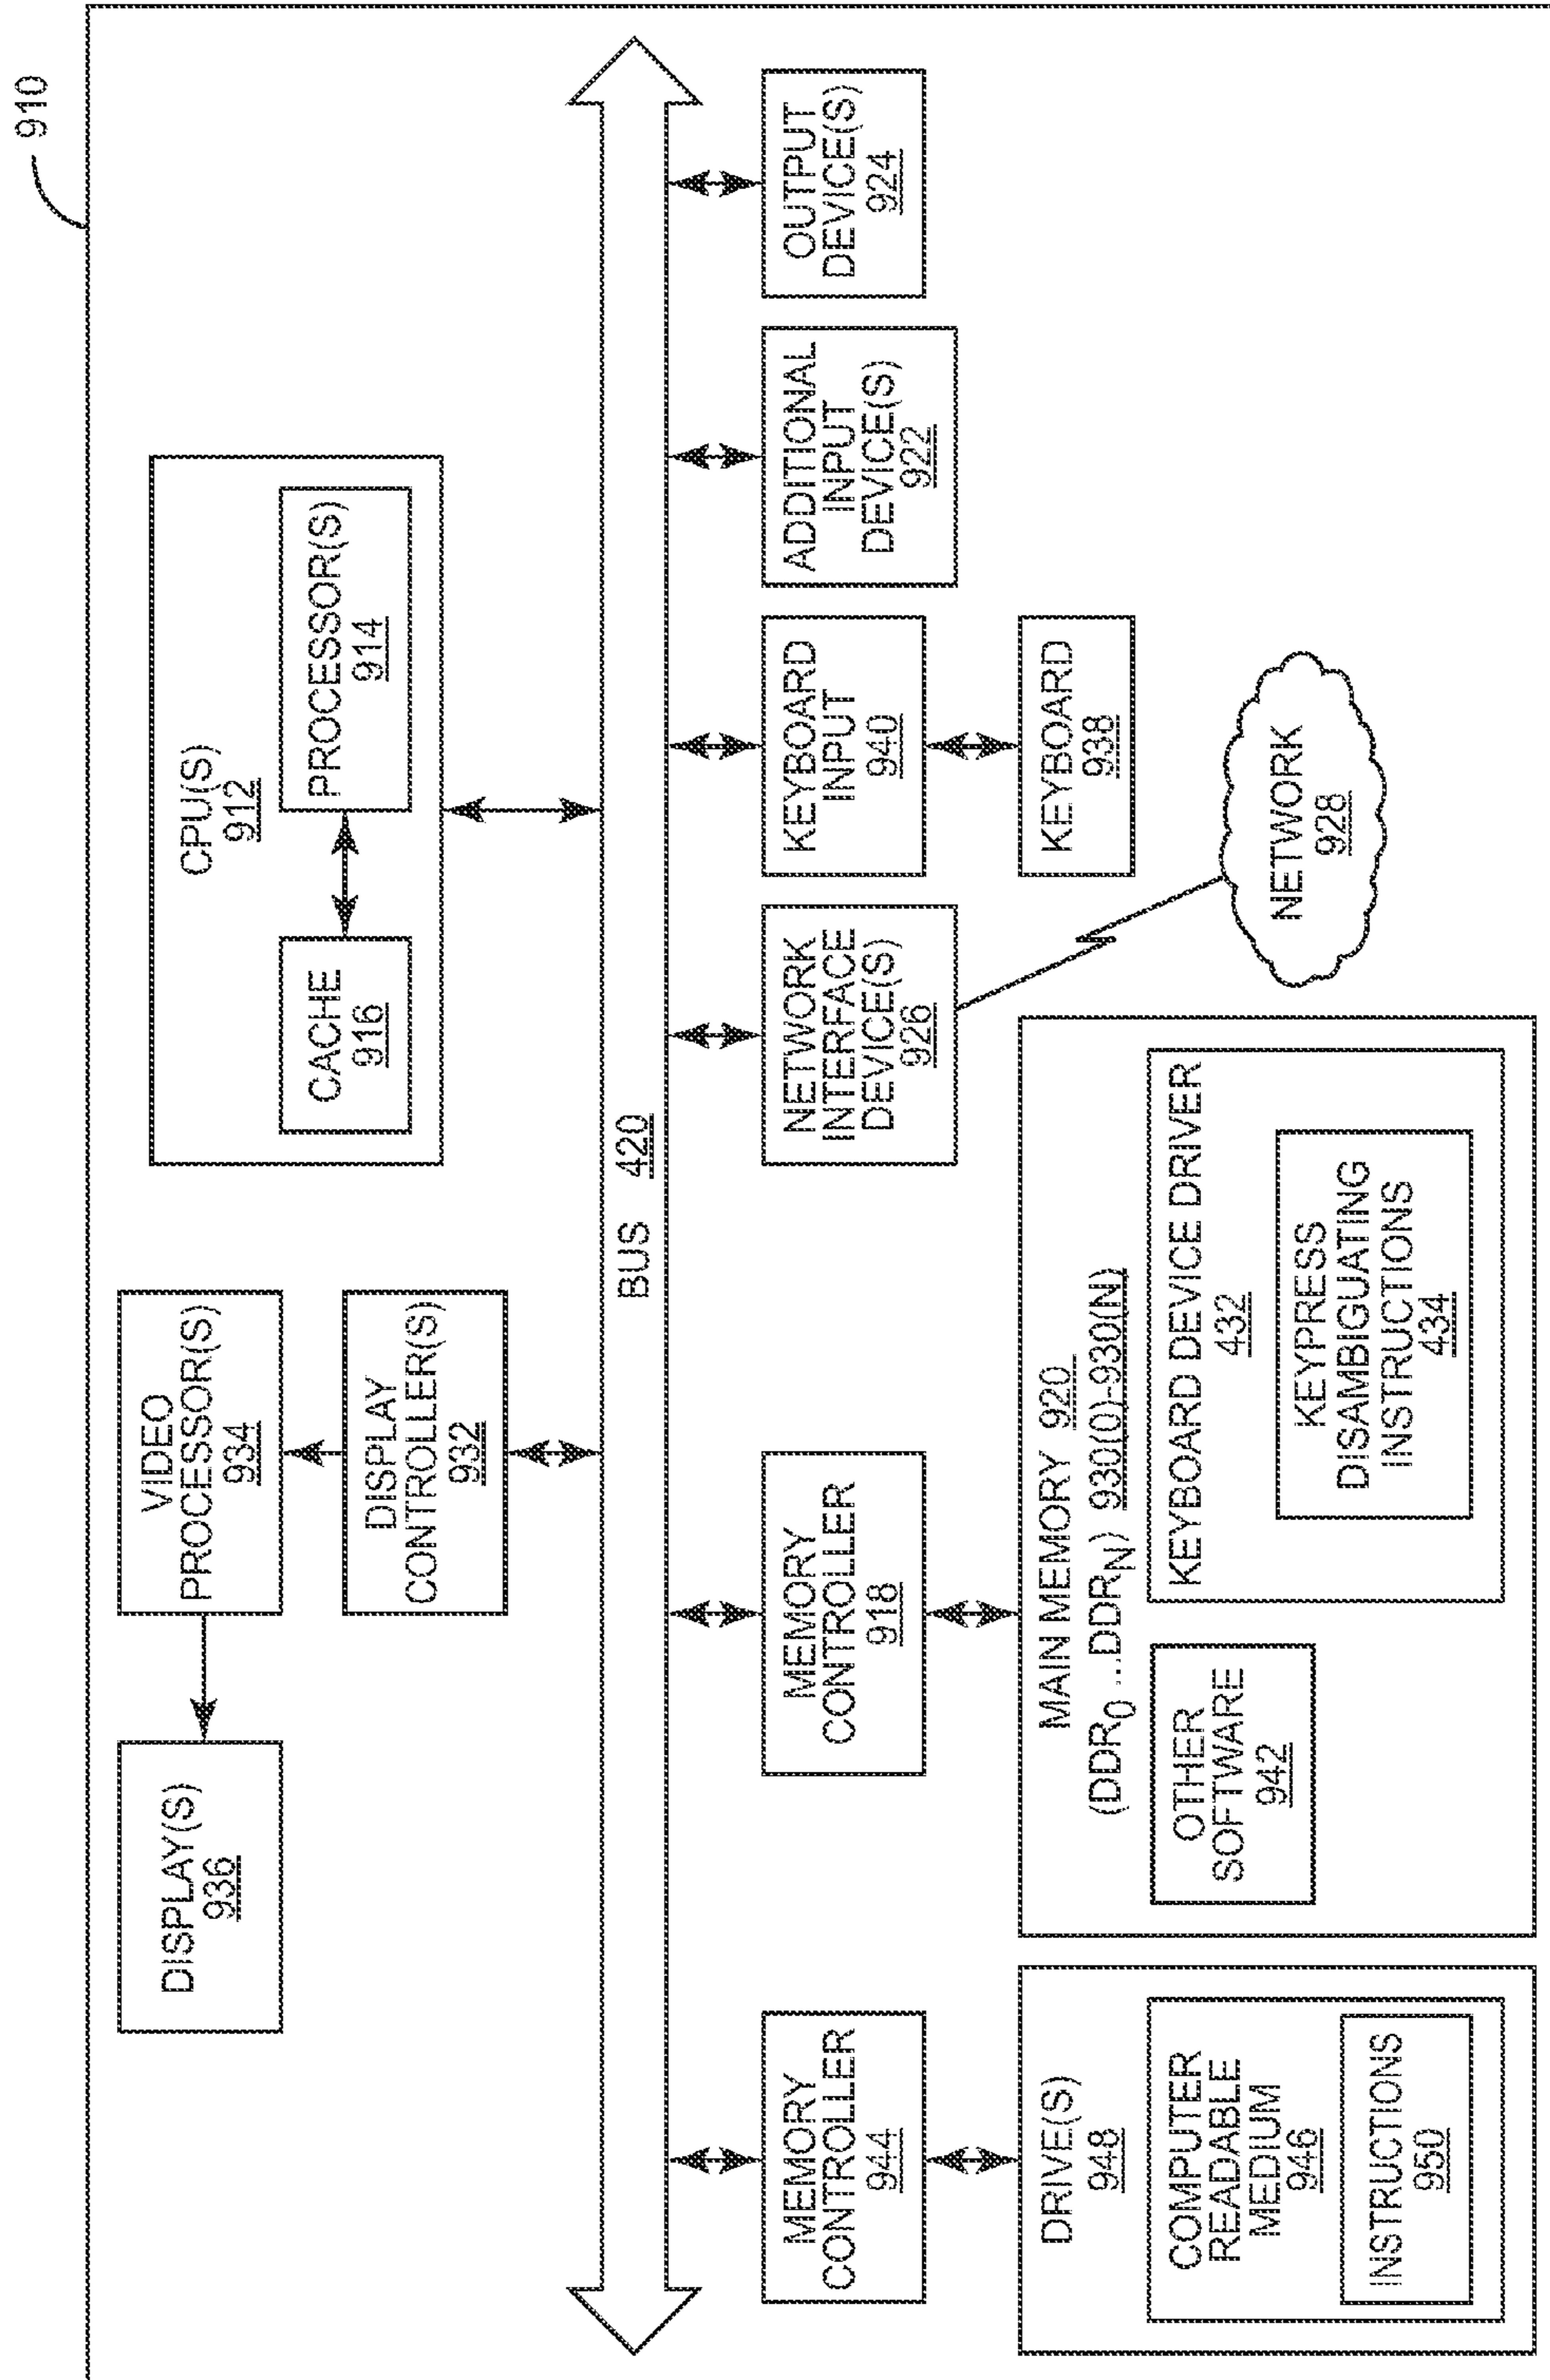 910
DISPLAY(S)
936
VIDEO
PROCESSOR(S)
934
DISPLAY
CONTROLLER(S)
932
CPU(S)
912
CACHE
916
PROCESSOR(S)
914
BUS 420
MEMORY
CONTROLLER
944
MEMORY
CONTROLLER
918
NETWORK
INTERFACE
DEVICE(S)
926
KEYBOARD
INPUT
940
ADDITIONAL
INPUT
DEVICE(S)
922
OUTPUT
DEVICE(S)
924
DRIVE(S)
948
COMPUTER
READABLE
MEDIUM
946
INSTRUCTIONS
950
MAIN MEMORY 920
(DDR0 ...DDRN) 930(0)-930(N)
OTHER
SOFTWARE
942
KEYBOARD DEVICE DRIVER
432
KEYPRESS
DISAMBIGUATING
INSTRUCTIONS
434
KEYBOARD
938
NETWORK
928